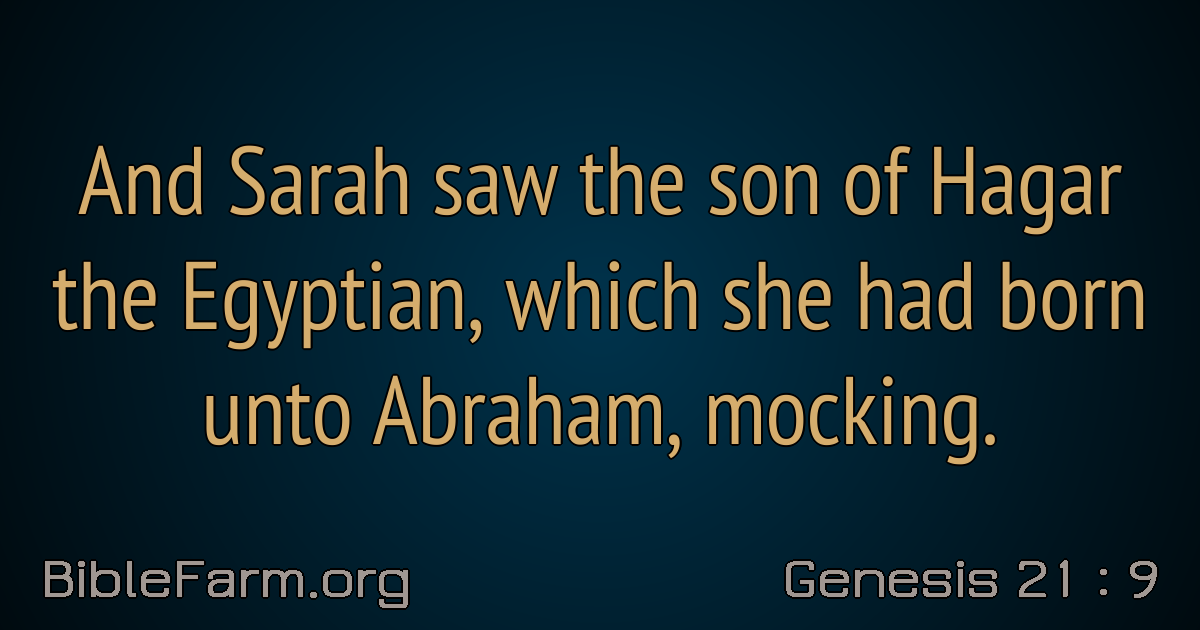 And Sarah saw the son of Hagar
the Egyptian, which she had born
unto Abraham, mocking.
BibleFarm.org
Genesis 21 : 9